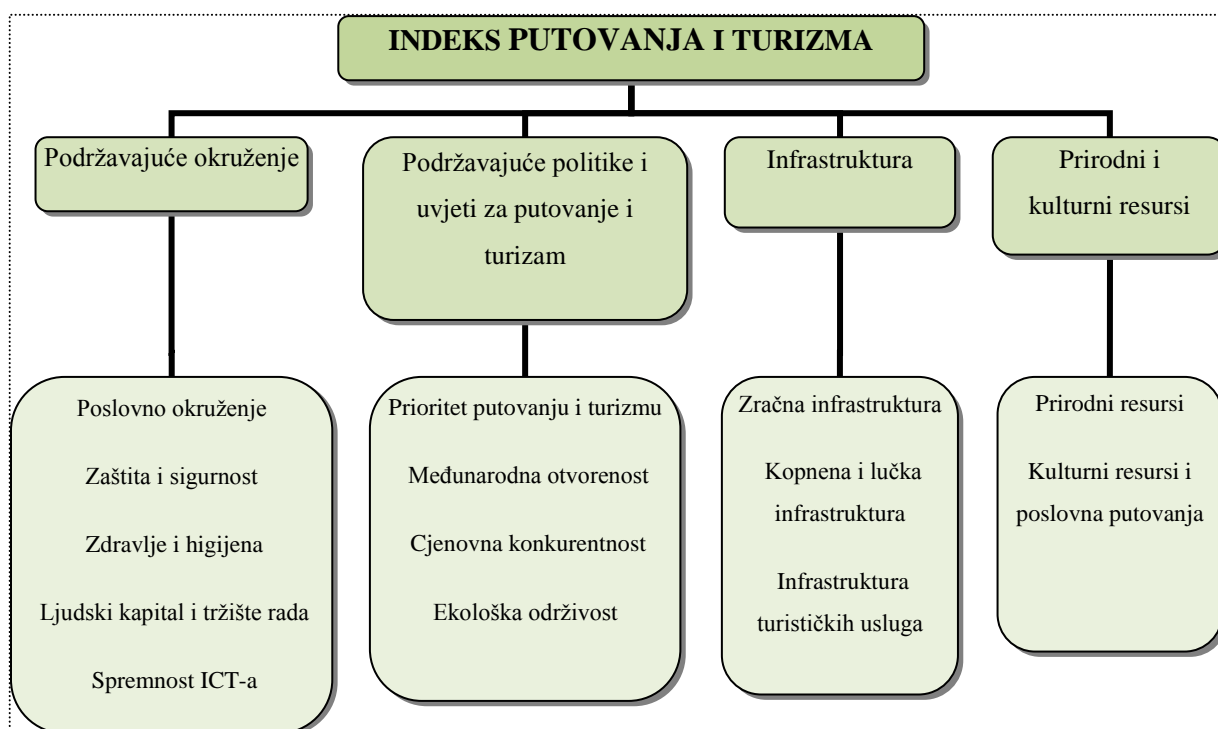 INDEKS PUTOVANJA I TURIZMA
Podržavajuće okruženje
Podržavajuće politike i
uvjeti za putovanje i
turizam
Infrastruktura
Prirodni i
kulturni resursi
Poslovno okruženje
Zaštita i sigurnost
Zdravlje i higijena
Ljudski kapital i tržište rada
Spremnost ICT-a
Prioritet putovanju i turizmu
Međunarodna otvorenost
Cjenovna konkurentnost
Ekološka održivost
Zračna infrastruktura
Kopnena i lučka
infrastruktura
Infrastruktura
turističkih usluga
Prirodni resursi
Kulturni resursi i
poslovna putovanja